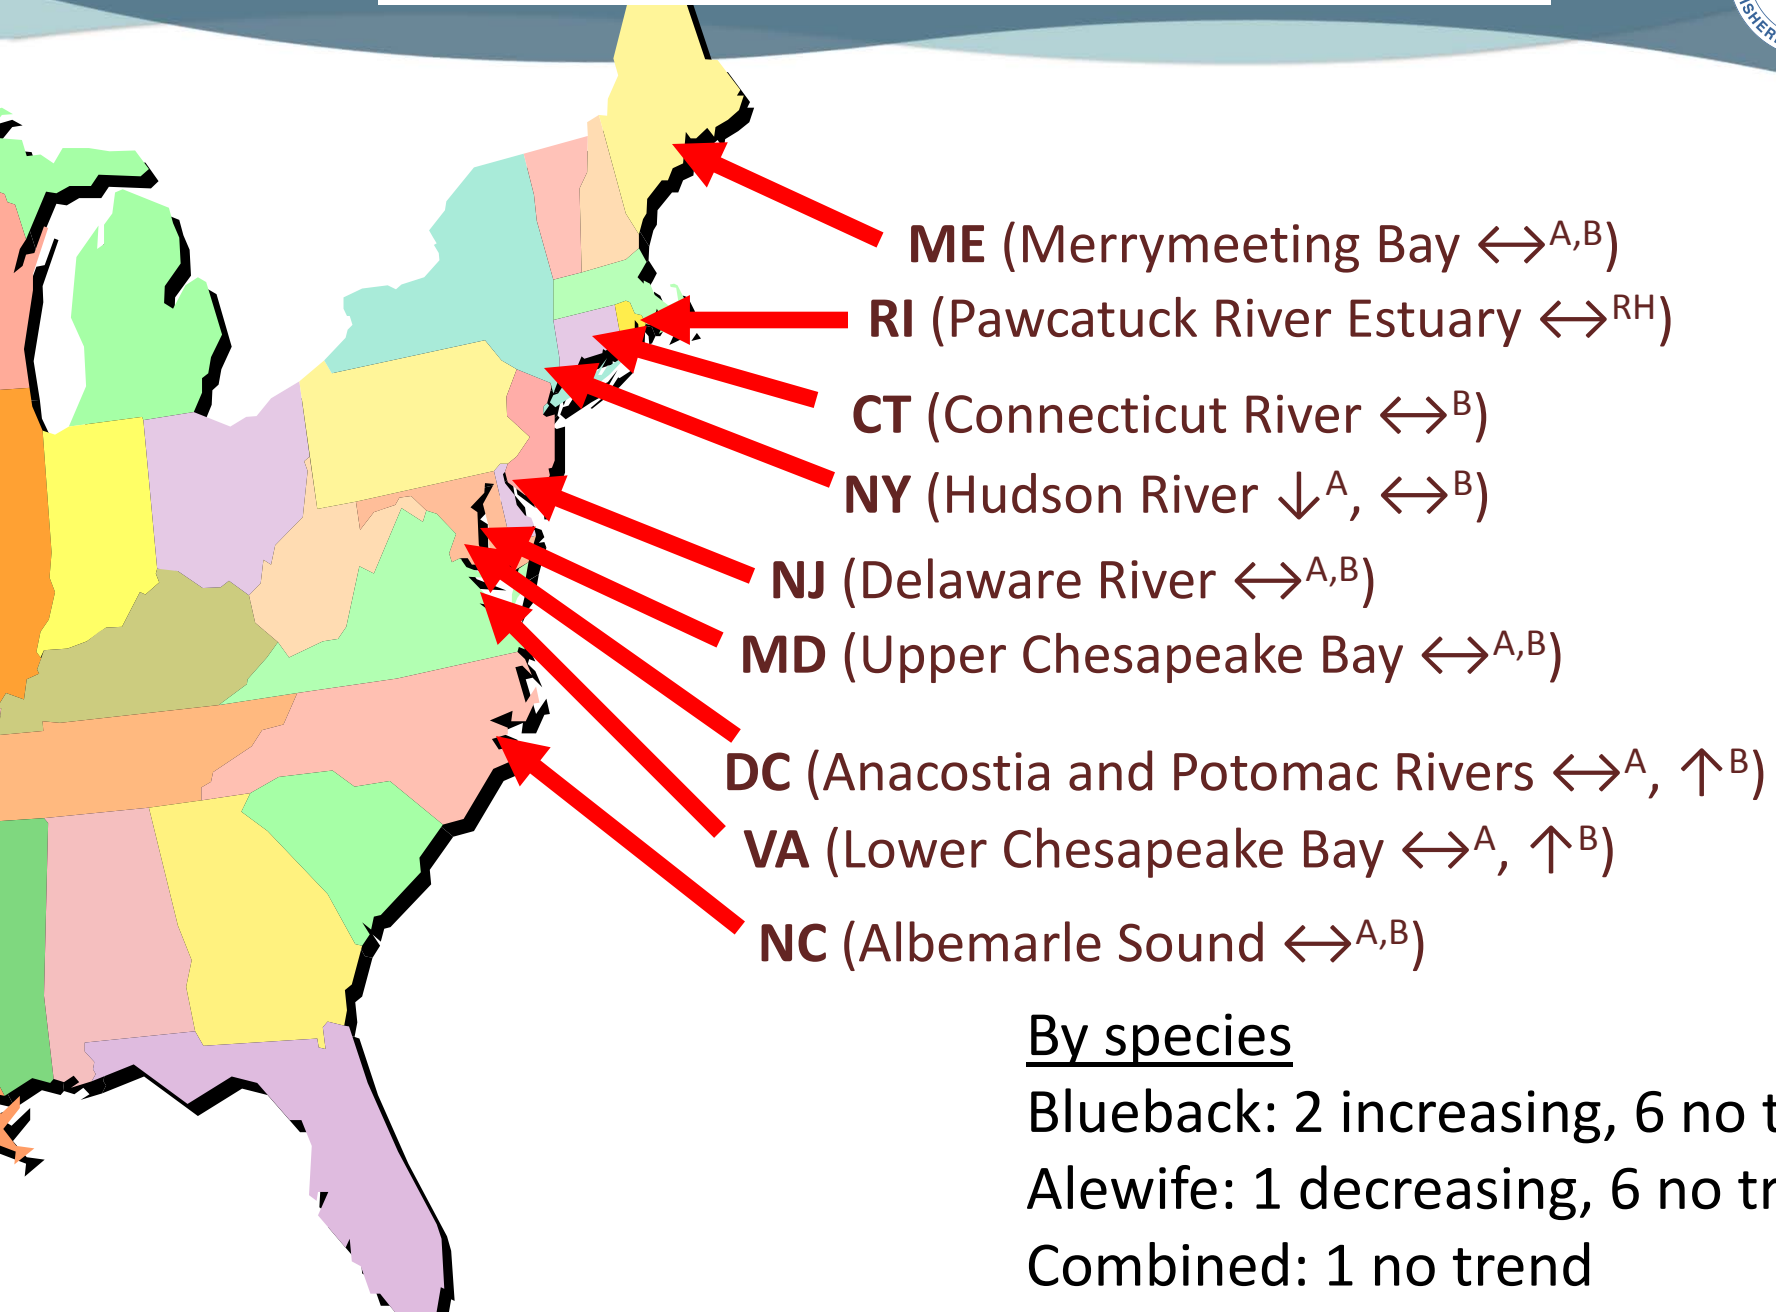 ME (Merrymeeting Bay ↔A,B)
RI (Pawcatuck River Estuary ↔RH)
CT (Connecticut River ↔B)
NY (Hudson River ↓A, ↔B)
NJ (Delaware River ↔A,B)
MD (Upper Chesapeake Bay ↔A,B)
DC (Anacostia and Potomac Rivers ↔A, ↑B)
VA (Lower Chesapeake Bay ↔A, ↑B)
NC (Albemarle Sound ↔A,B)
By species
Blueback: 2 increasing, 6 no
Alewife: 1 decreasing, 6 no
Combined: 1 no trend